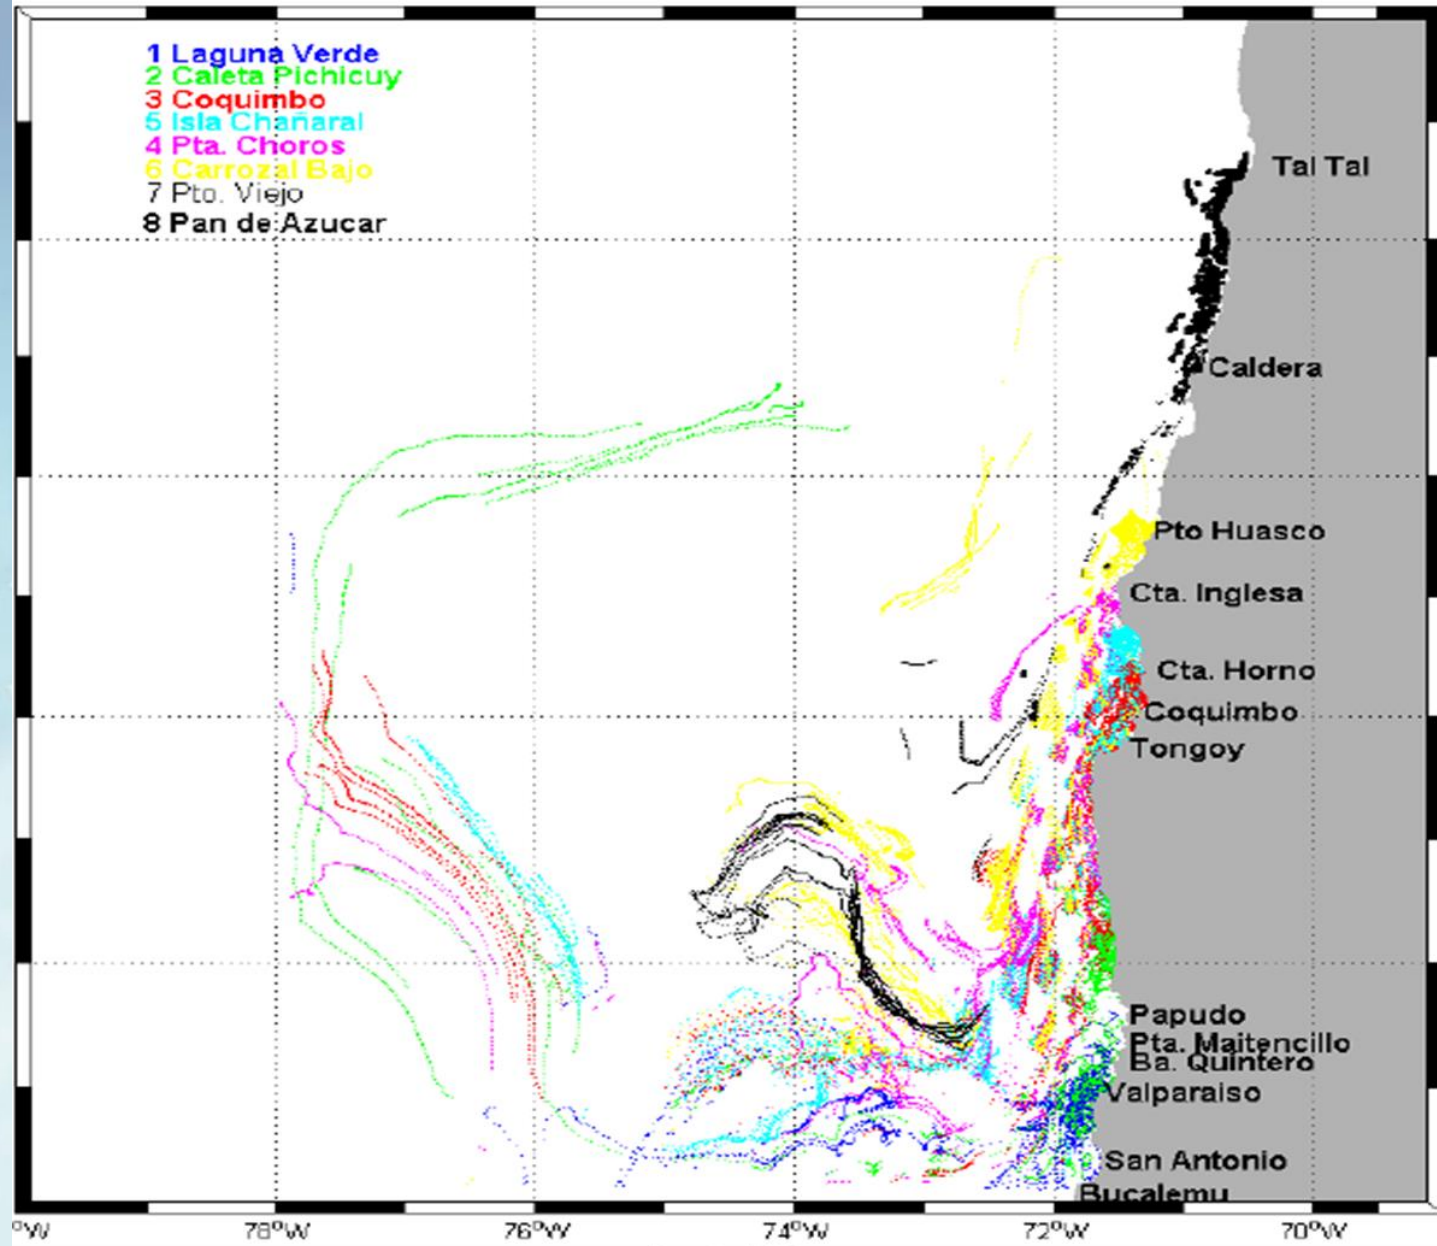 1 Laguna Verde
2 Caleta Pichicuy
3 Coquimbo
5 Isla Chañaral
4 Pta. Choros
6 Carrozal Bajo
7 Pto. Viejo
8 Pan de Azucar
Tal Tal
Caldera
Pto Huasco
Cta. Inglesa
Cta. Horno
Coquimbo
Tongoy
Papudo
Pta. Maitencillo
Ba. Quintero
Valparaiso
San Antonio
Bucalemu
°W 78°W 76°W 74°W 72°W 70°W